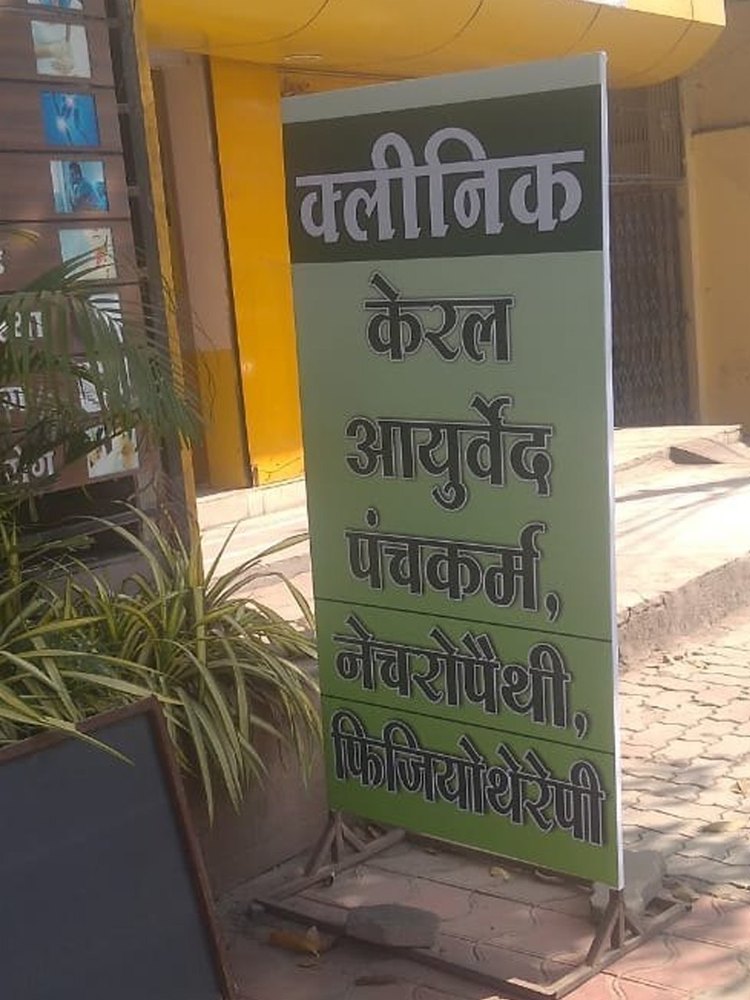 क्लीनिक
केरल
आयुर्वेद
पंचकर्म,
नेचरोपैथी,
फिजियोथेरैपी